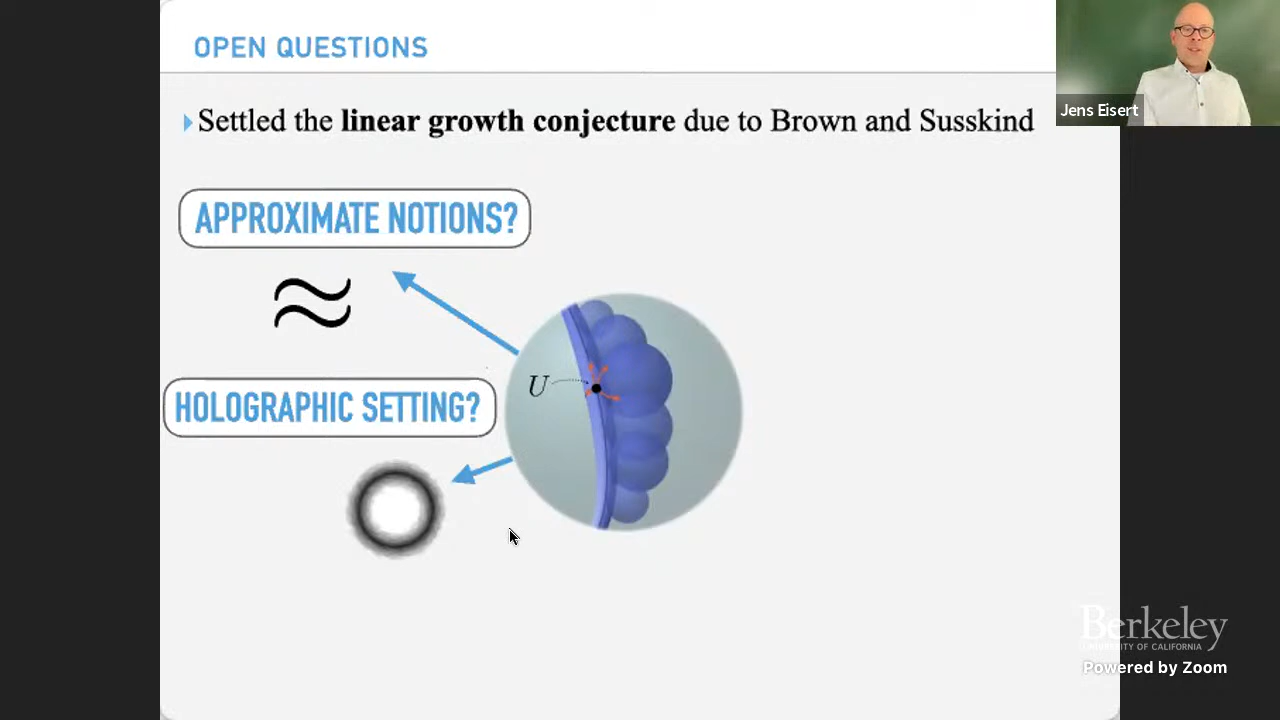 OPEN QUESTIONS
Settled the linear growth conjecture due to Brown and Susskind
Jens Eisert
APPROXIMATE NOTIONS?
≈
U
HOLOGRAPHIC SETTING?
Berkeley
UNIVERSITY OF CALIFORNIA
Powered by Zoom